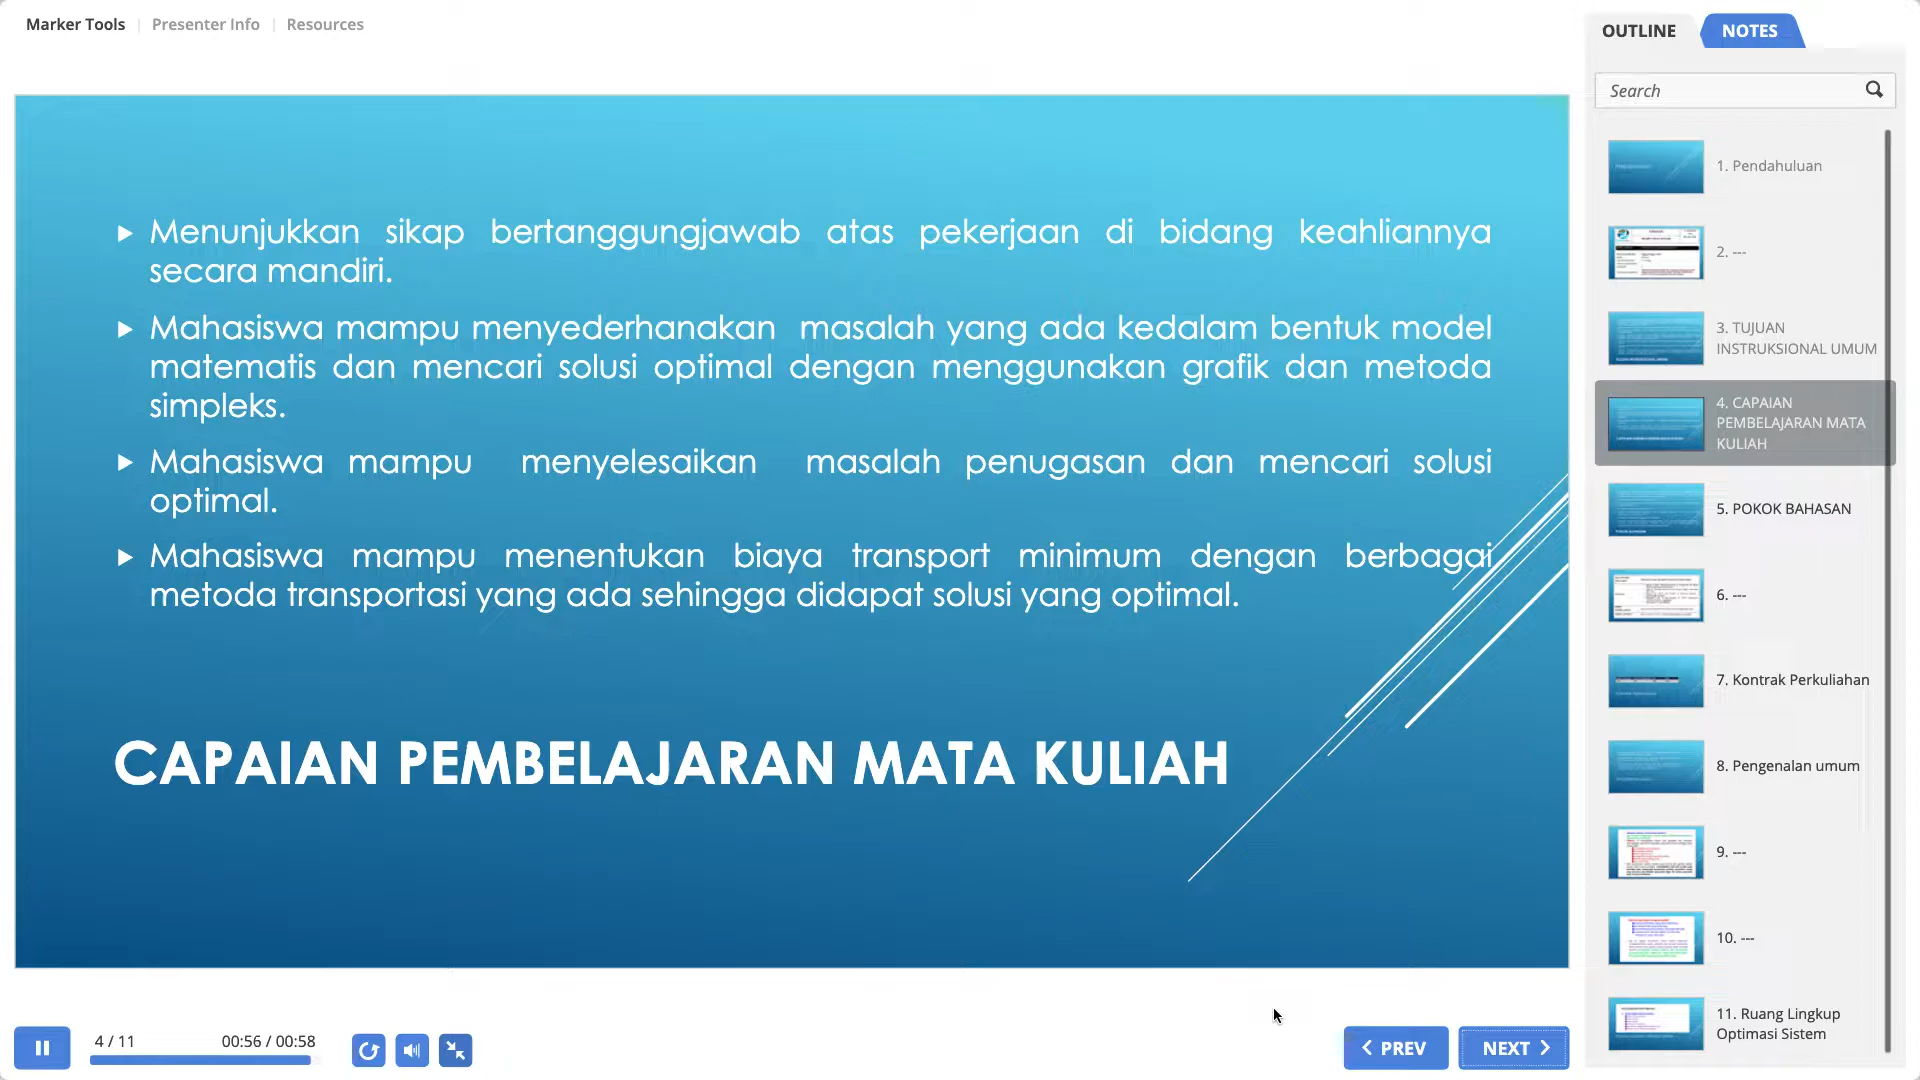 Marker Tools
Presenter Info
Resources
OUTLINE
NOTES
Search
Menunjukkan sikap bertanggungjawab atas pekerjaan di bidang keahliannya
secara mandiri.
Mahasiswa mampu menyederhanakan masalah yang ada kedalam bentuk model
matematis dan mencari solusi optimal dengan menggunakan grafik dan metoda
simpleks.
Mahasiswa mampu menyelesaikan masalah penugasan dan mencari solusi
optimal.
Mahasiswa mampu menentukan biaya transport minimum dengan berbagai
metoda transportasi yang ada sehingga didapat solusi yang optimal.
CAPAIAN PEMBELAJARAN MATA KULIAH
1. Pendahuluan
2. ---
3. TUJUAN
INSTRUKSIONAL UMUM
4. CAPAIAN
PEMBELAJARAN MATA
KULIAH
5. POKOK BAHASAN
6. ---
7. Kontrak Perkuliahan
8. Pengenalan umum
9. ---
10. ---
11. Ruang Lingkup
Optimasi Sistem
4 / 11
00:56 / 00:58
PREV
NEXT